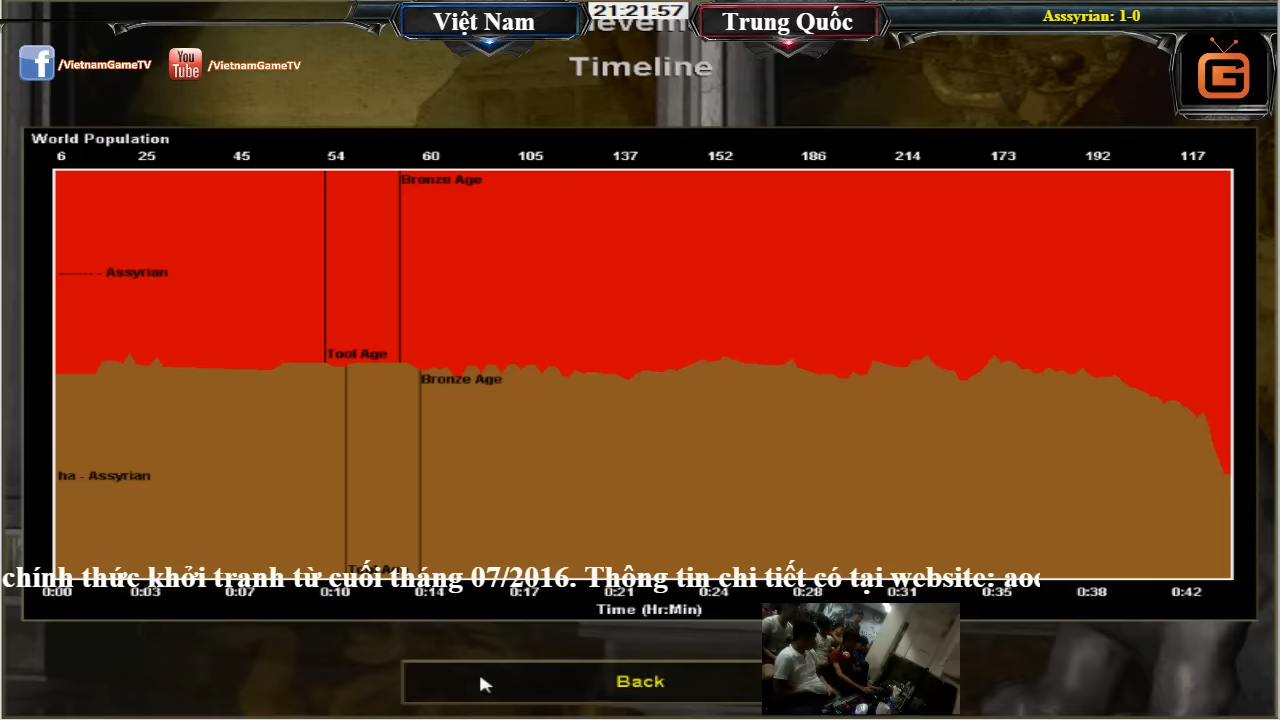 Việt Nam
21:21:57
Trung Quốc
Asssyrian: 1-0
/VietnamGameTV
You Tube
/VietnamGameTV
Timeline
World Population
6 25 45 54 60 105 137 152 186 214 173 192 117
Bronze Age
- Assyrian
Tool Age
Bronze Age
ha - Assyrian
chính thức khởi tranh từ cuối tháng 07/2016. Thông tin chi tiết có tại website:
0:00 0:03 0:07 0:10 0:14 0:17 0:21 0:24 0:28 0:31 0:35 0:38 0:42
Time (Hr:Min)
Back